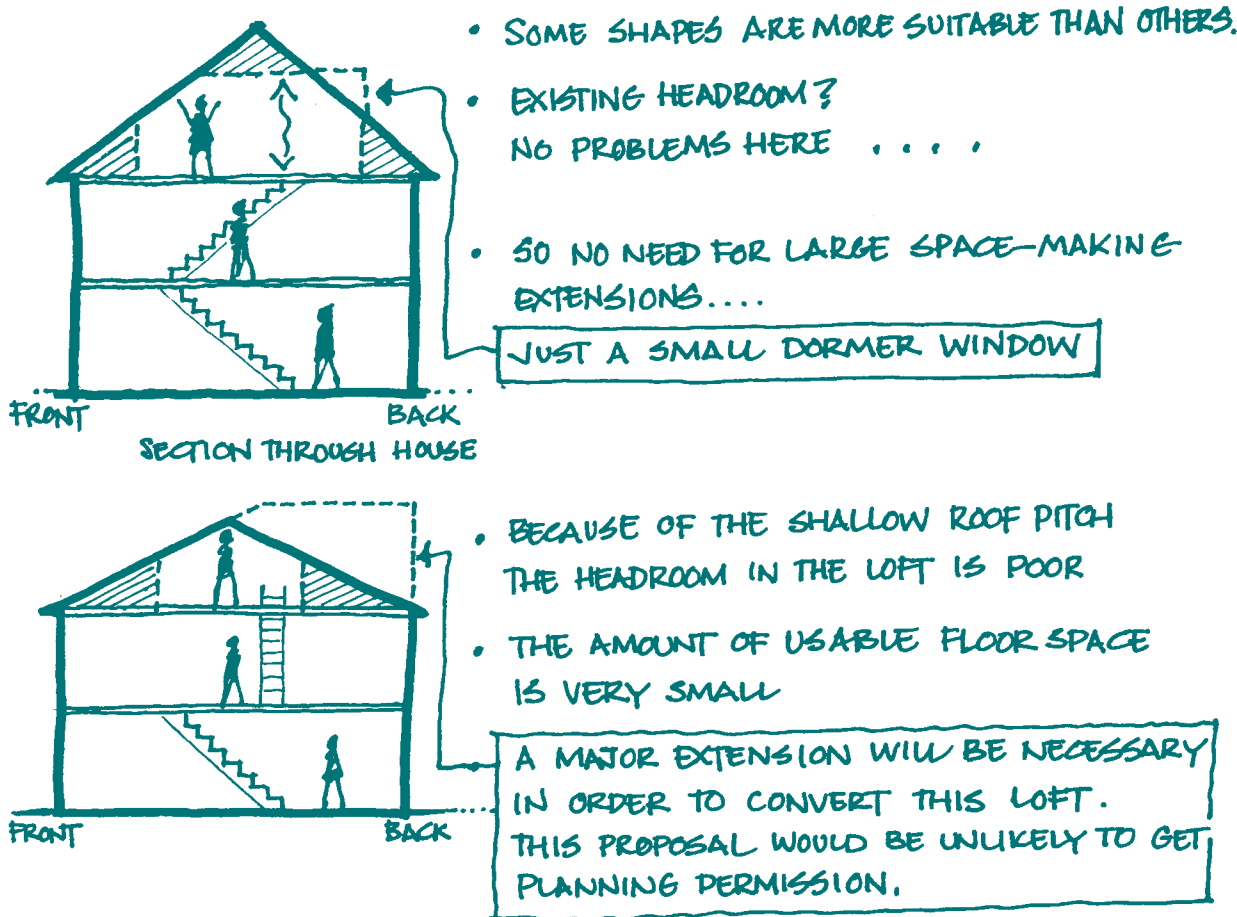 • SOME SHAPES ARE MORE SUITABLE THAN OTHERS.
• EXISTING HEADROOM?
NO PROBLEMS HERE . . . .
• SO NO NEED FOR LARGE SPACE-MAKING
EXTENSIONS....
JUST A SMALL DORMER WINDOW
FRONT
BACK
SECTION THROUGH HOUSE
• BECAUSE OF THE SHALLOW ROOF PITCH
THE HEADROOM IN THE LOFT IS POOR
• THE AMOUNT OF USABLE FLOOR SPACE
IS VERY SMALL
A MAJOR EXTENSION WILL BE NECESSARY
IN ORDER TO CONVERT THIS LOFT.
THIS PROPOSAL WOULD BE UNLIKELY TO GET
PLANNING PERMISSION.
FRONT
BACK